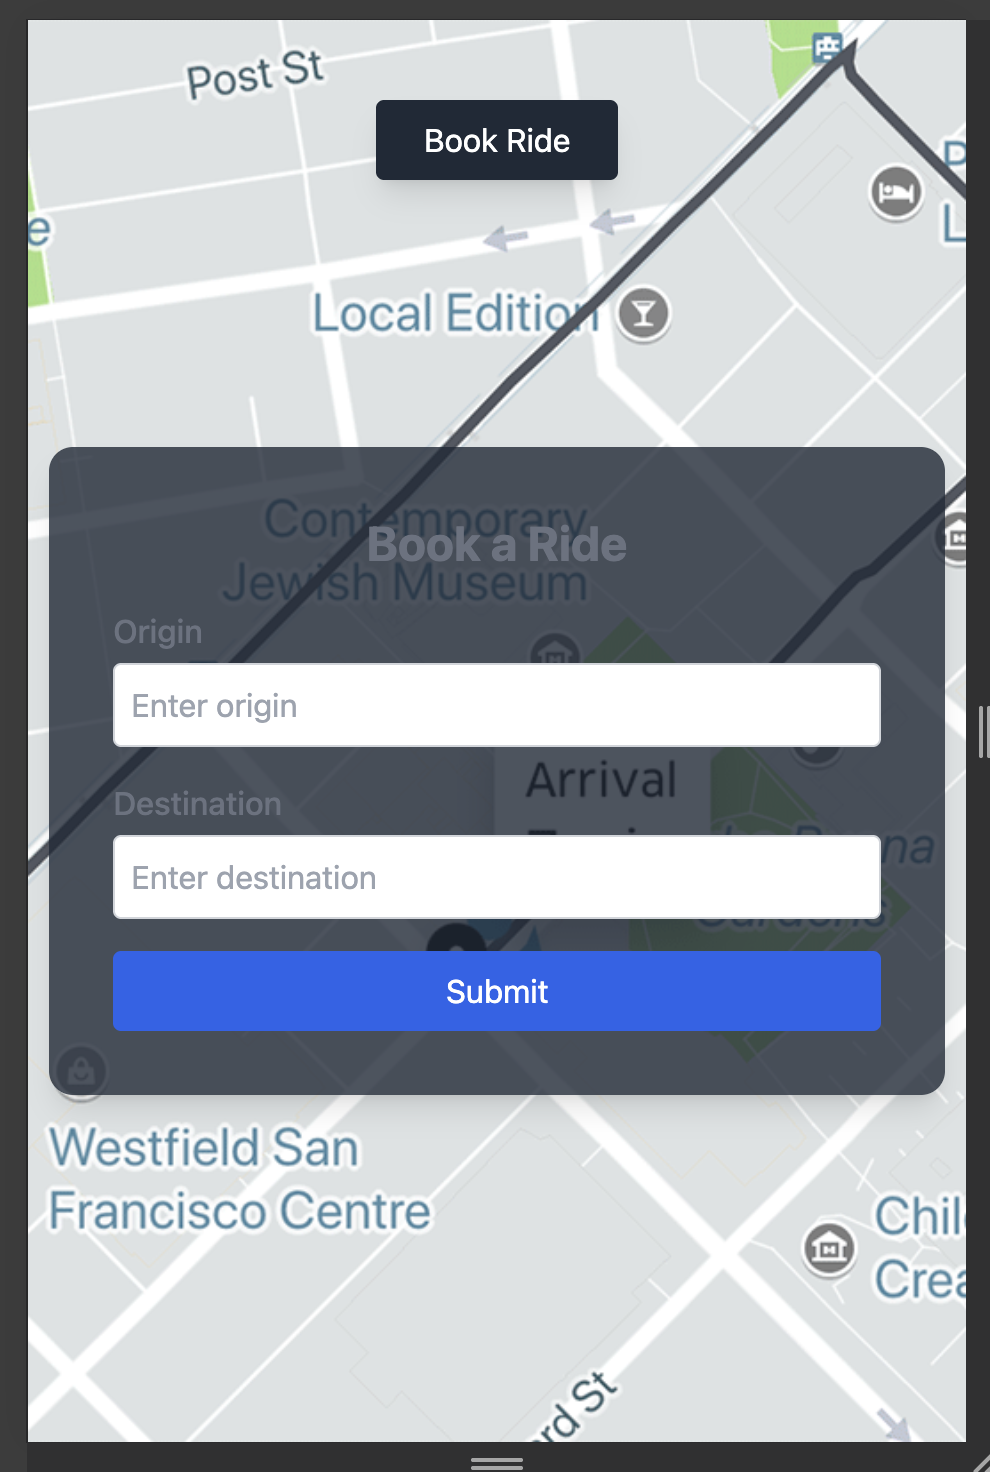 Post St
Book Ride
P
e
L
Local Edition
Contemporary
Book a Ride
Jewish Museum
Origin
Enter origin
Arrival
Destination
na
Enter destination
Gardens
Submit
Westfield San
Francisco Centre
Chil
Crea
rd St